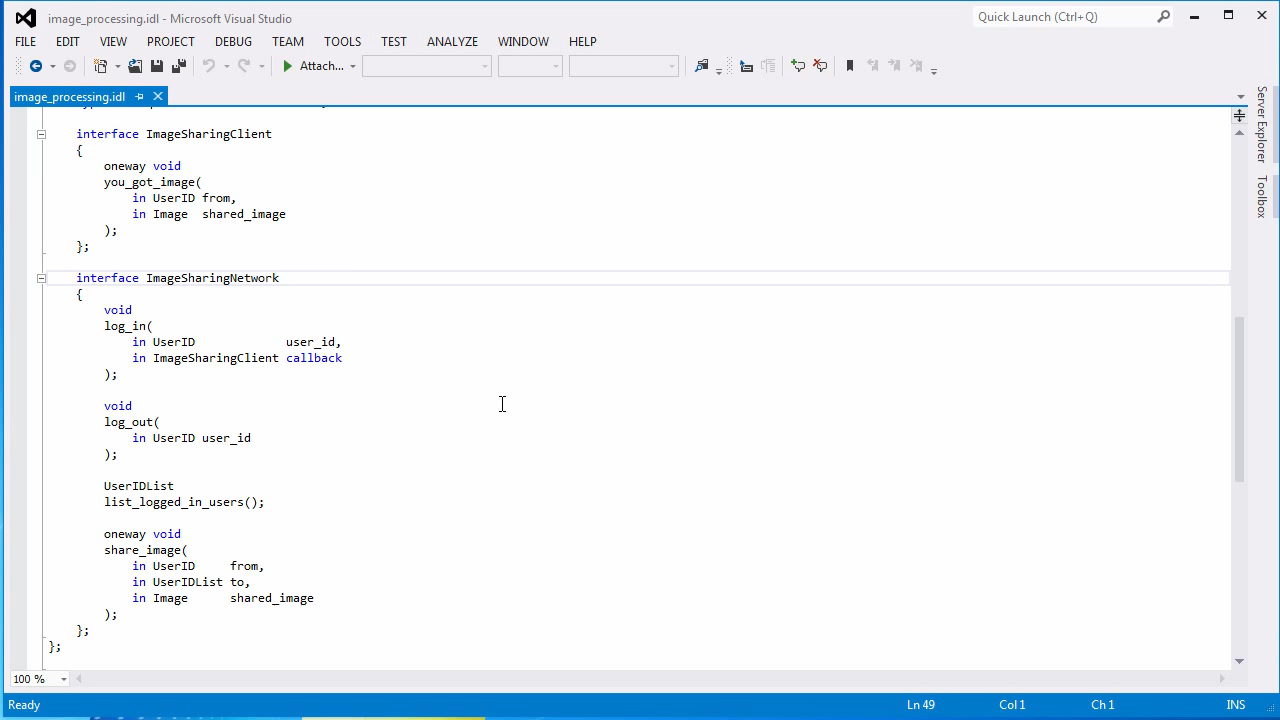 image_processing.idl - Microsoft Visual Studio
Quick Launch (Ctrl+Q)
FILE EDIT VIEW PROJECT DEBUG TEAM TOOLS TEST ANALYZE WINDOW HELP
Attach...
image_processing.idl
interface ImageSharingClient
{
oneway void
you_got_image(
in UserID from,
in Image shared_image
);
};
interface ImageSharingNetwork
{
void
log_in(
in UserID user_id,
in ImageSharingClient callback
);
void
log_out(
in UserID user_id
);
UserIDList
list_logged_in_users();
oneway void
share_image(
in UserID from,
in UserIDList to,
in Image shared_image
);
};
};
Server Explorer
Toolbox
100 %
Ready Ln 49 Col 1 Ch 1 INS